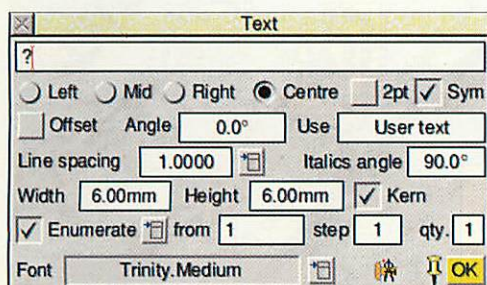 Text
?
Left Mid Right Centre 2pt Sym
Offset Angle 0.0° Use User text
Line spacing 1.0000 Italics angle 90.0°
Width 6.00mm Height 6.00mm Kern
Enumerate from 1 step 1 qty. 1
Font Trinity.Medium OK